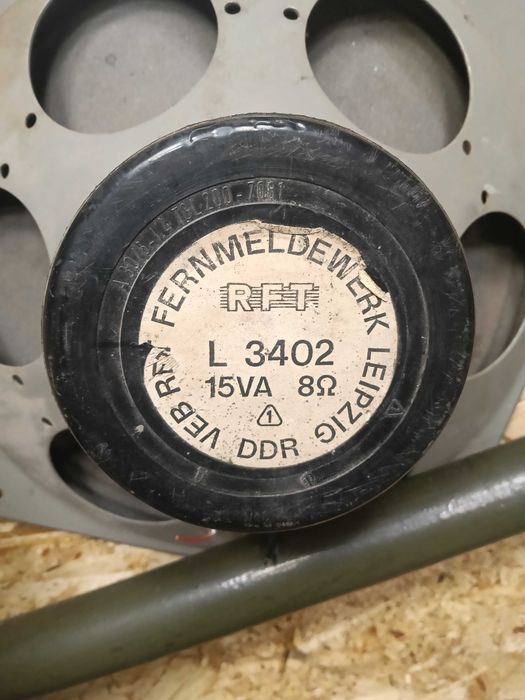 VEB RFT FERNMELDEWERK LEIPZIG
RFT
L 3402
15VA 8Ω
1
DDR